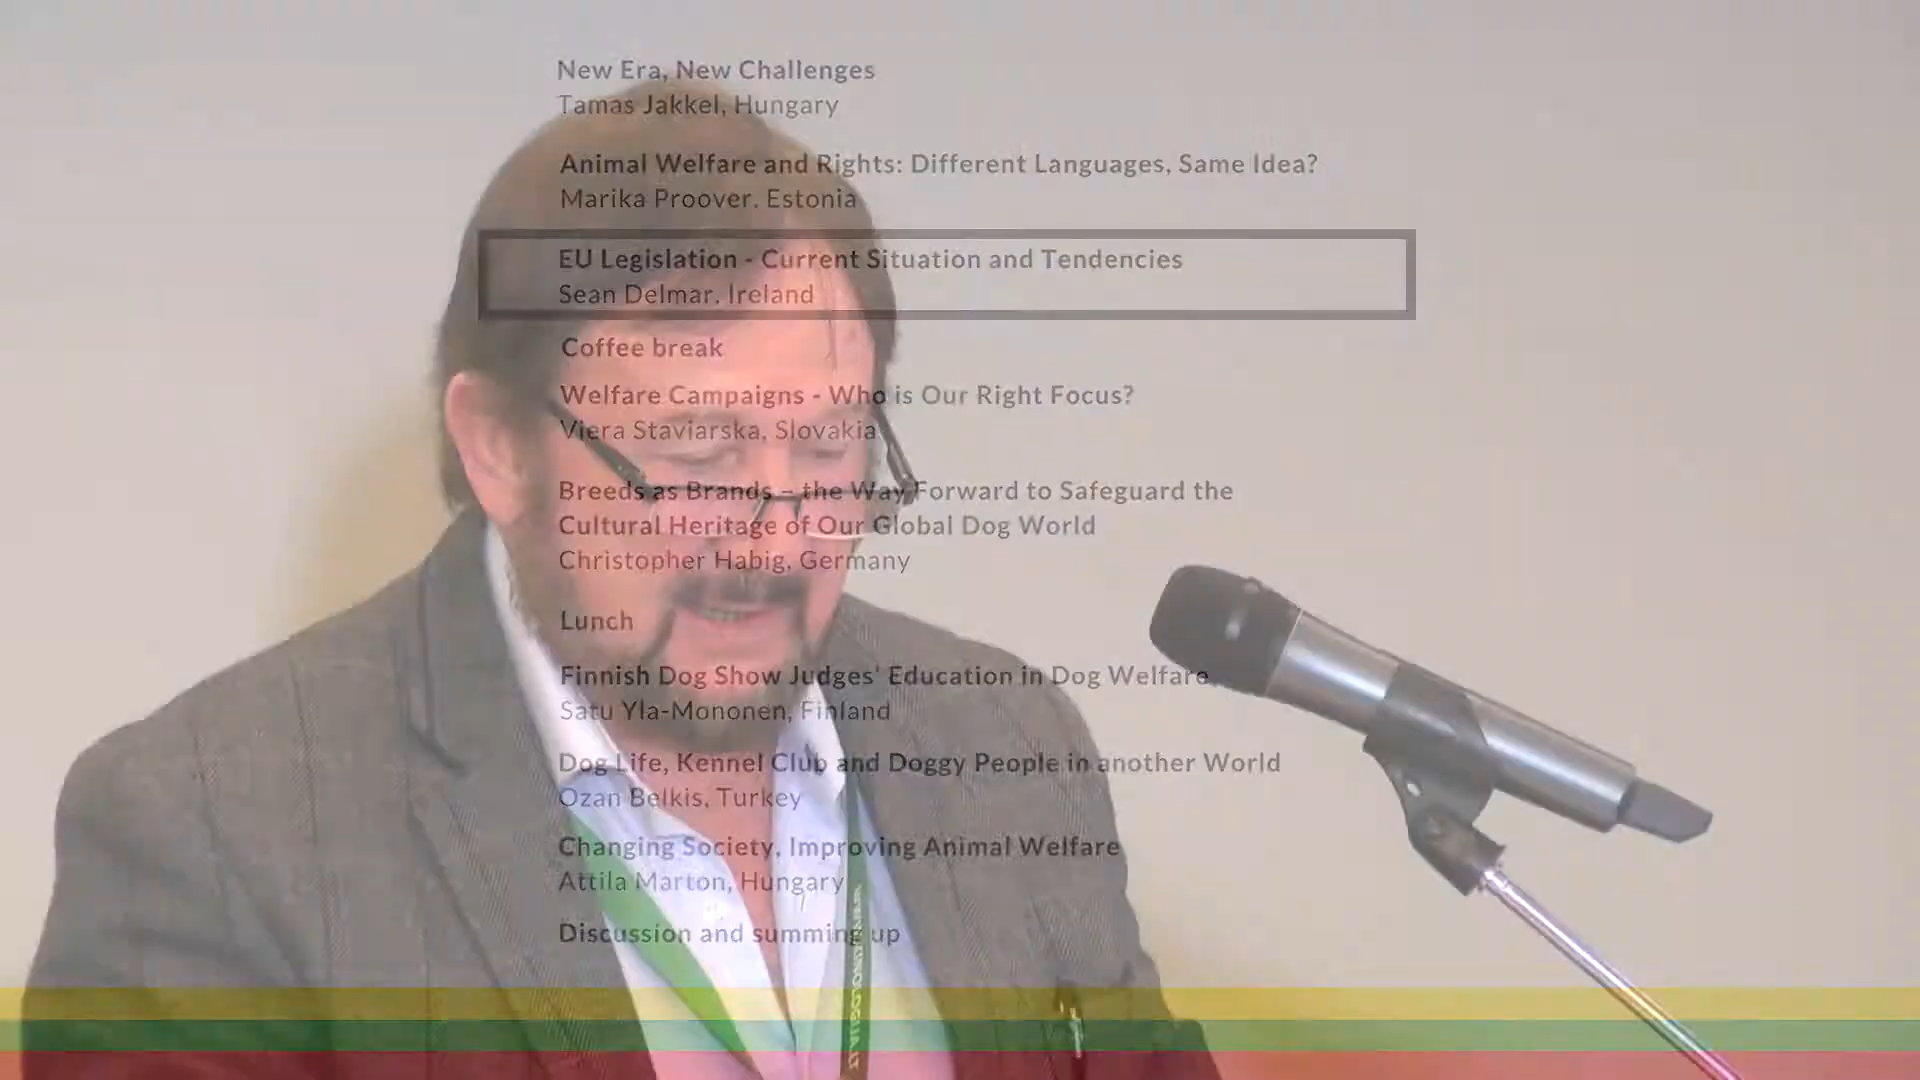 New Era, New Challenges
Tamas Jakkel, Hungary
Animal Welfare and Rights: Different Languages, Same Idea?
Marika Proover, Estonia
EU Legislation - Current Situation and Tendencies
Sean Delmar, Ireland
Coffee break
Welfare Campaigns - Who is Our Right Focus?
Viera Staviarska, Slovakia
Breeds as Brands – the Way Forward to Safeguard the
Cultural Heritage of Our Global Dog World
Christopher Habig, Germany
Lunch
Finnish Dog Show Judges' Education in Dog Welfare
Satu Yla-Mononen, Finland
Dog Life, Kennel Club and Doggy People in another World
Ozan Belkis, Turkey
Changing Society, Improving Animal Welfare
Attila Marton, Hungary
Discussion and summing up